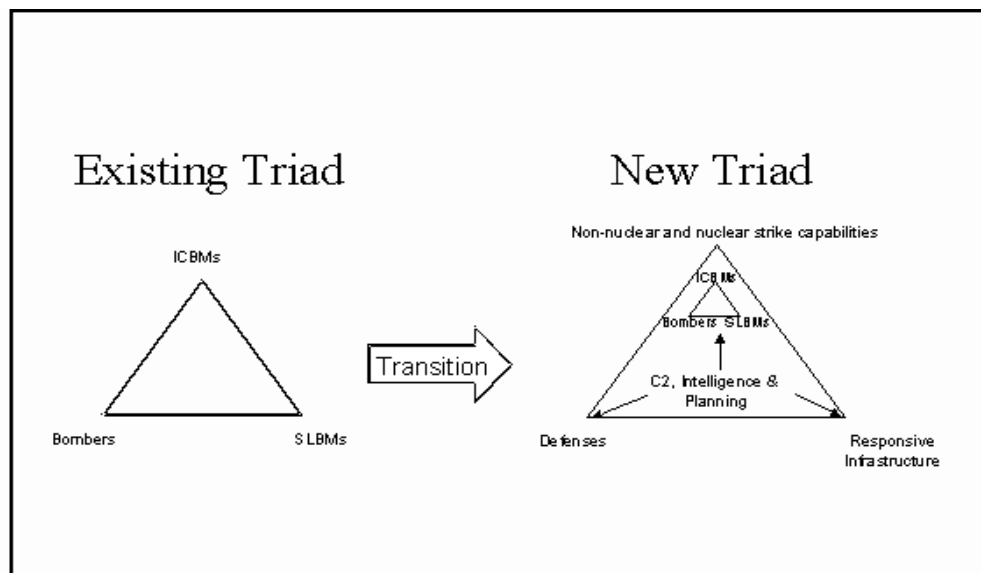 Existing Triad
ICBMs
Bombers
SLBMs
Transition
New Triad
Non-nuclear and nuclear strike capabilities
ICBMs
Bombers SLBMs
C2, Intelligence &
Planning
Defenses
Responsive
Infrastructure